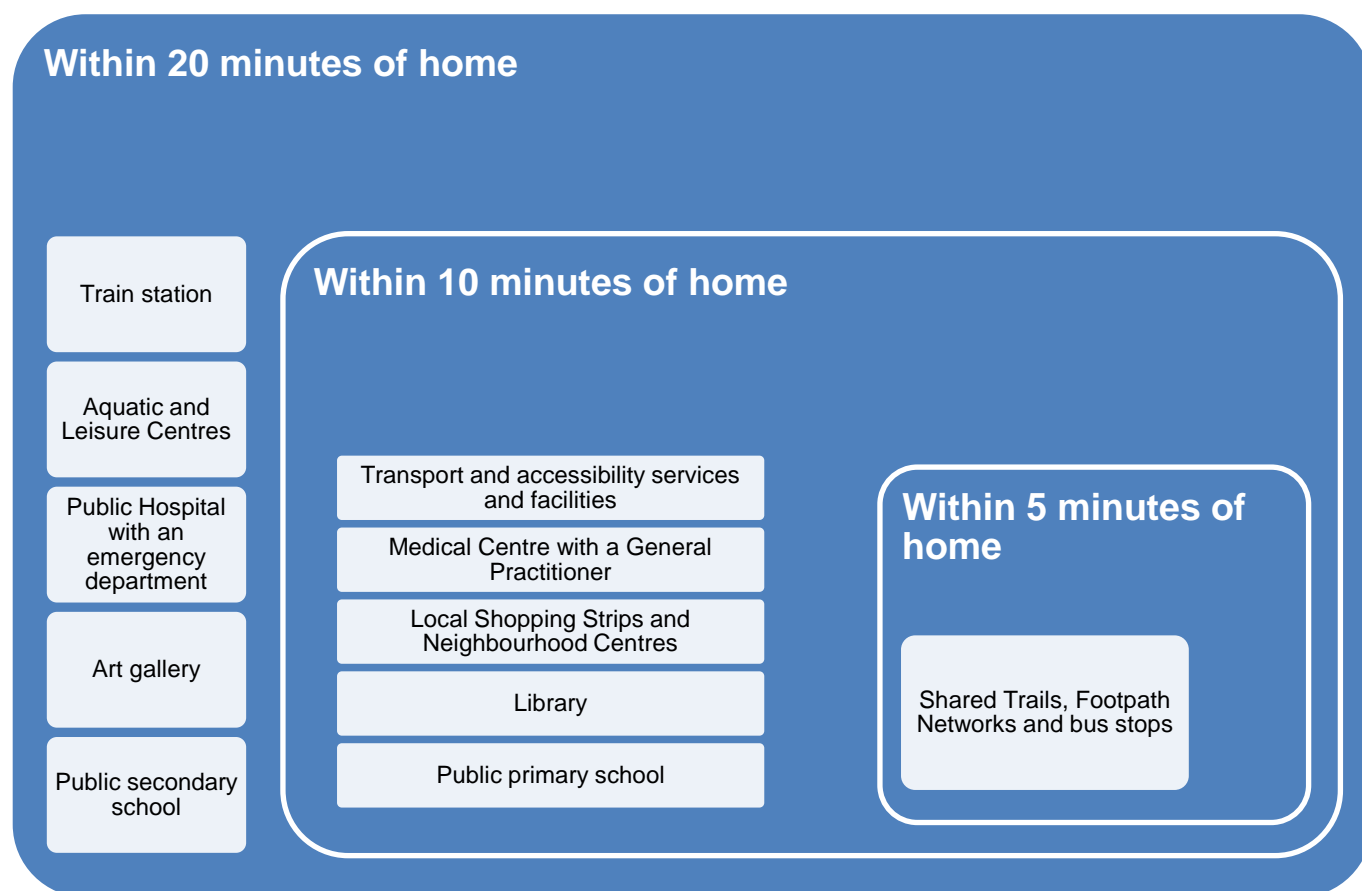 Within 20 minutes of home
Train station
Aquatic and
Leisure Centres
Public Hospital
with an
emergency
department
Art gallery
Public secondary
school
Within 10 minutes of home
Transport and accessibility services
and facilities
Medical Centre with a General
Practitioner
Local Shopping Strips and
Neighbourhood Centres
Library
Public primary school
Within 5 minutes of
home
Shared Trails, Footpath
Networks and bus stops